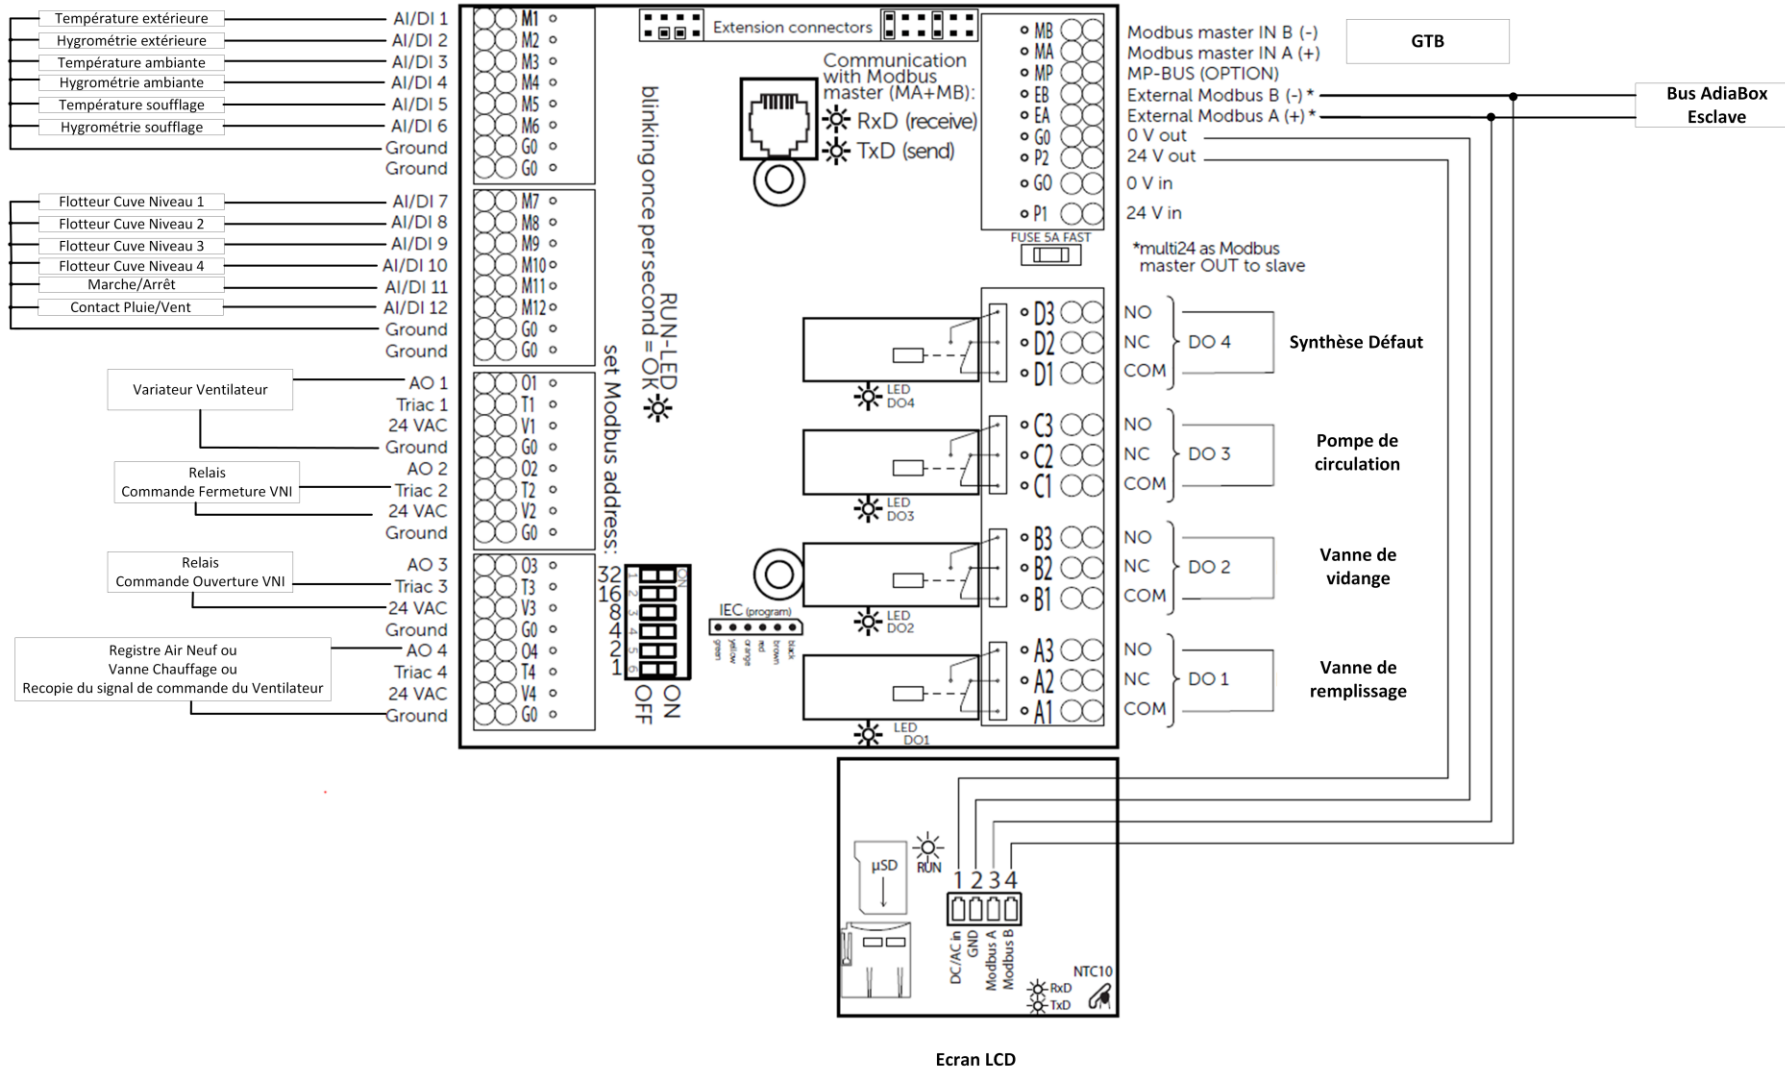 Température extérieure
Hygrométrie extérieure
Température ambiante
Hygrométrie ambiante
Température soufflage
Hygrométrie soufflage
AI/DI 1
AI/DI 2
AI/DI 3
AI/DI 4
AI/DI 5
AI/DI 6
Ground
Ground
M1
M2
M3
M4
M5
M6
G0
G0
Flotteur Cuve Niveau 1
Flotteur Cuve Niveau 2
Flotteur Cuve Niveau 3
Flotteur Cuve Niveau 4
Marche/Arrêt
Contact Pluie/Vent
AI/DI 7
AI/DI 8
AI/DI 9
AI/DI 10
AI/DI 11
AI/DI 12
Ground
Ground
M7
M8
M9
M10
M11
M12
G0
G0
Variateur Ventilateur
Relais
Commande Fermeture VNI
AO 1
Triac 1
24 VAC
Ground
AO 2
Triac 2
24 VAC
Ground
O1
T1
V1
G0
O2
T2
V2
G0
Relais
Commande Ouverture VNI
Registre Air Neuf ou
Vanne Chauffage ou
Recopie du signal de commande du Ventilateur
AO 3
Triac 3
24 VAC
Ground
AO 4
Triac 4
24 VAC
Ground
O3
T3
V3
G0
O4
T4
V4
G0
Extension connectors
Communication
with Modbus
master (MA+MB):
RxD (receive)
TxD (send)
blinking once per second = OK
RUN-LED
set Modbus address:
32
16
8
4
2
1
1
2
3
4
5
6
ON
OFF
ON
IEC (program)
green
yellow
orange
red
brown
black
MB
MA
MP
EB
EA
G0
P2
GO
P1
FUSE 5A FAST
Modbus master IN B (-)
Modbus master IN A (+)
MP-BUS (OPTION)
External Modbus B (-) *
External Modbus A (+) *
0 V out
24 V out
0 V in
24 V in
*multi24 as Modbus
master OUT to slave
GTB
Bus AdiaBox
Esclave
LED
DO4
D3
D2
D1
NO
NC
COM
DO 4
Synthèse Défaut
LED
DO3
C3
C2
C1
NO
NC
COM
DO 3
Pompe de
circulation
LED
DO2
B3
B2
B1
NO
NC
COM
DO 2
Vanne de
vidange
LED
DO1
A3
A2
A1
NO
NC
COM
DO 1
Vanne de
remplissage
µSD
RUN
1 2 3 4
DC/AC in
GND
Modbus A
Modbus B
NTC10
RxD
TxD
Ecran LCD